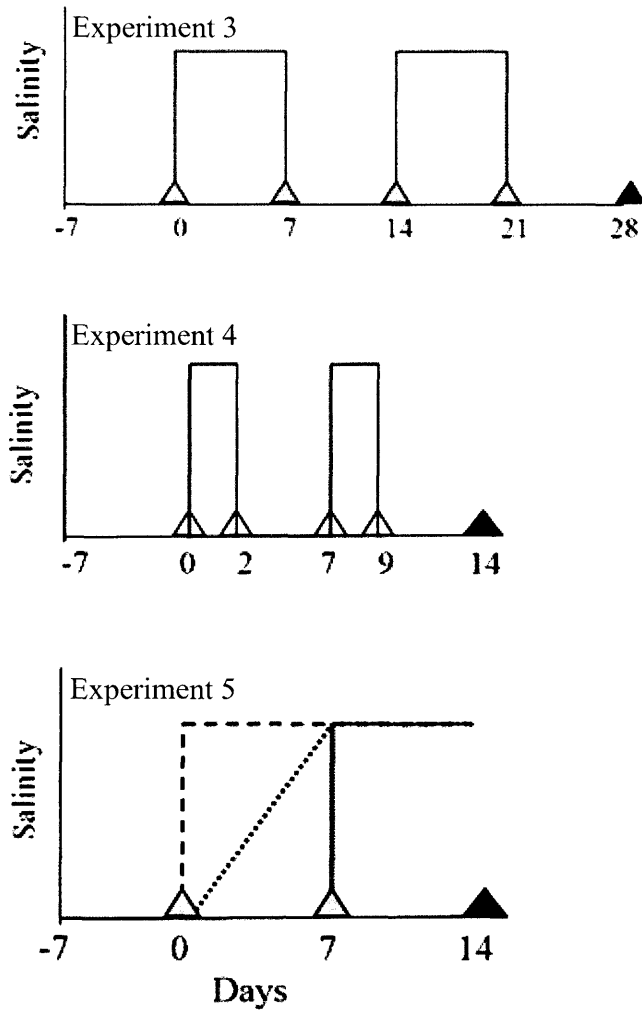 Experiment 3
Salinity
-7 0 7 14 21 28
Experiment 4
Salinity
-7 0 2 7 9 14
Experiment 5
Salinity
-7 0 7 14
Days